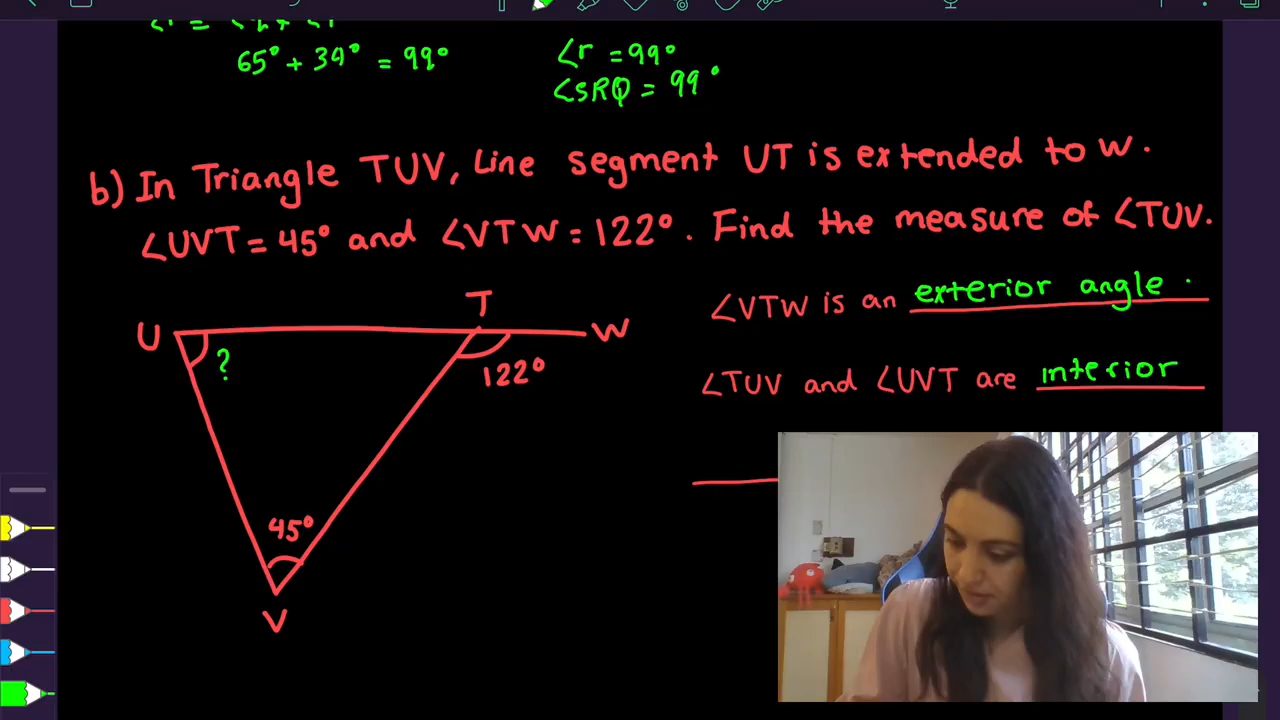 65° + 34° = 99°
∠r = 99°
∠SRQ = 99°
b) In Triangle TUV, Line segment UT is extended to W.
∠UVT = 45° and ∠VTW = 122°. Find the measure of ∠TUV.
T
U
W
?
122°
∠VTW is an exterior angle.
∠TUV and ∠UVT are interior
45°
V